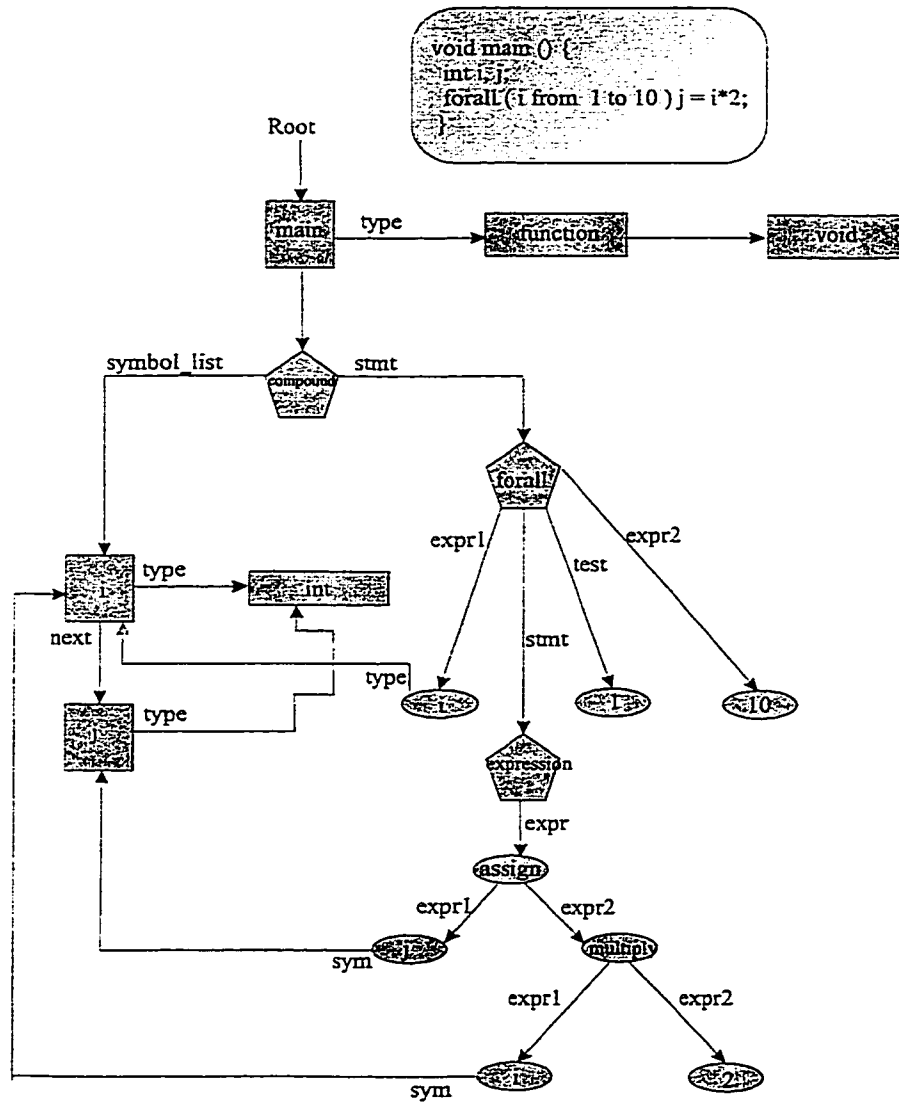 void main () {
int i, j,
forall ( i from 1 to 10 ) j = i*2;
}
Root
main
type
function
void
symbol_list
compound
stmt
forall
expr1
test
expr2
i
type
int
next
stmt
type
i
1
10
j
type
expression
expr
assign
expr1
expr2
sym
j
multiply
expr1
expr2
sym
i
2